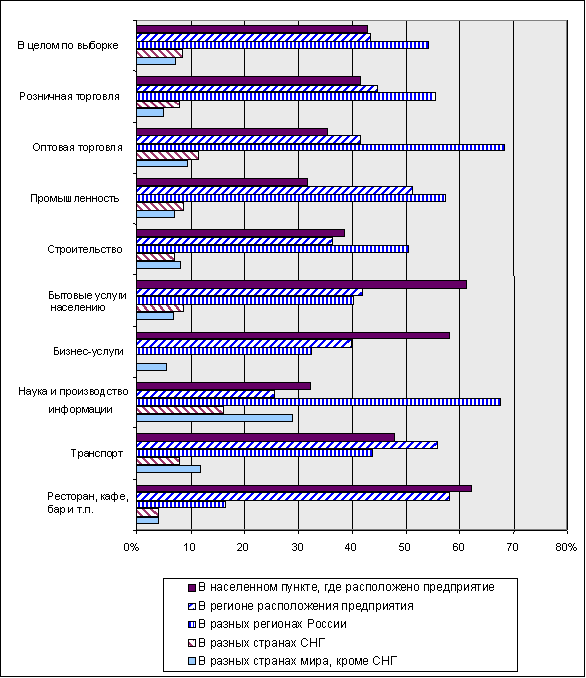 В целом по выборке
Розничная торговля
Оптовая торговля
Промышленность
Строительство
Бытовые услуги
населению
Бизнес-услуги
Наука и производство
информации
Транспорт
Ресторан, кафе,
бар и т.п.
0% 10 20 30 40 50 60 70 80%
В населенном пункте, где расположено предприятие
В регионе расположения предприятия
В разных регионах России
В разных странах СНГ
В разных странах мира, кроме СНГ